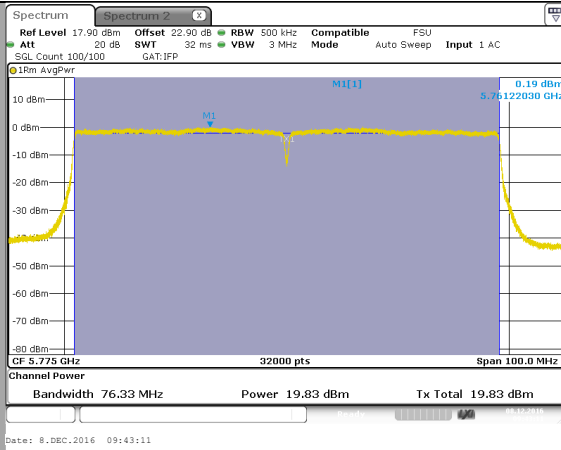 Spectrum Spectrum 2 X
Ref Level 17.90 dBm Offset 22.90 dB RBW 500 kHz Compatible FSU
Att 20 dB SWT 32 ms VBW 3 MHz Mode Auto Sweep Input 1 AC
SGL Count 100/100 GAT:IFP
1Rm AvgPwr
M1[1] 0.19 dBm
5.76122030 GHz
10 dBm
M1
0 dBm
-10 dBm
-20 dBm
-30 dBm
-40 dBm
-50 dBm
-60 dBm
-70 dBm
-80 dBm
CF 5.775 GHz 32000 pts Span 100.0 MHz
Channel Power
Bandwidth 76.33 MHz Power 19.83 dBm Tx Total 19.83 dBm
Ready 08.12.2016
Date: 8.DEC.2016 09:43:11